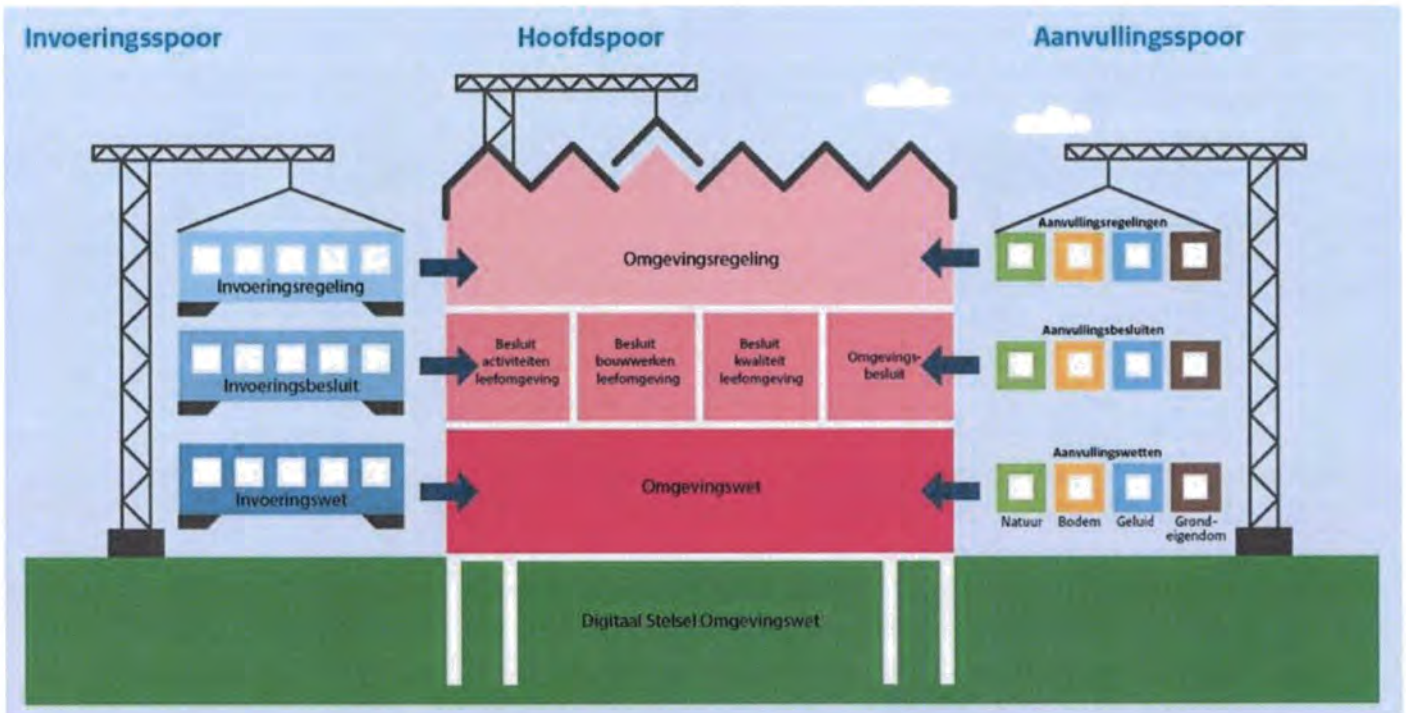 Invoeringsspoor
Hoofdspoor
Aanvullingsspoor
Invoeringsregeling
Invoeringsbesluit
Invoeringswet
Omgevingsregeling
Besluit
activiteiten
leefomgeving
Besluit
bouwwerken
leefomgeving
Besluit
kwaliteit
leefomgeving
Omgevings-
besluit
Omgevingswet
Digitaal Stelsel Omgevingswet
Aanvullingsregelingen
Aanvullingsbesluiten
Aanvullingswetten
Natuur
Bodem
Geluid
Grond-
eigendom